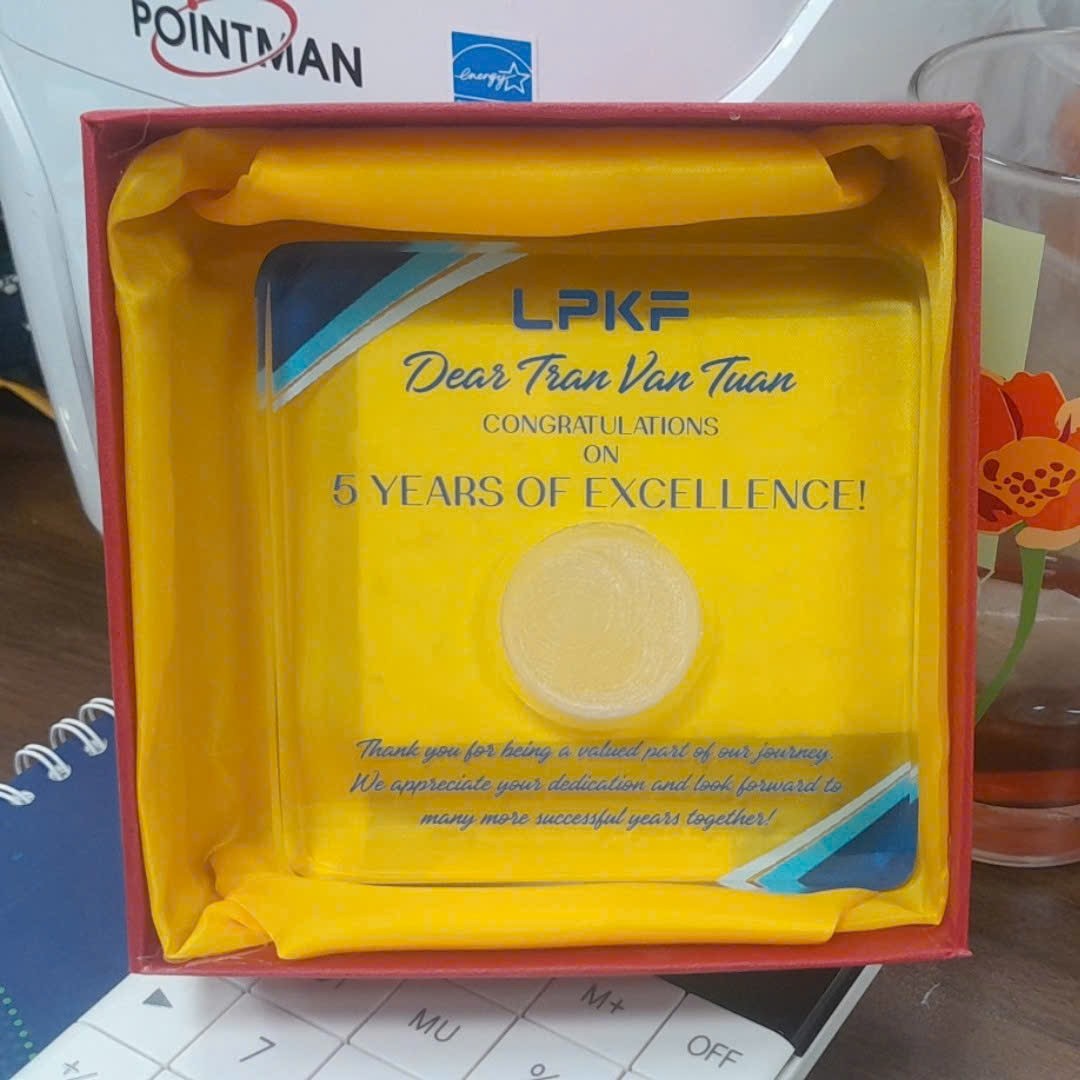 POINTMAN
energy
LPKF
Dear Tran Van Tuan
CONGRATULATIONS
ON
5 YEARS OF EXCELLENCE!
Thank you for being a valued part of our journey.
We appreciate your dedication and look forward to
many more successful years together!
M+
MU
OFF
7
%
+/